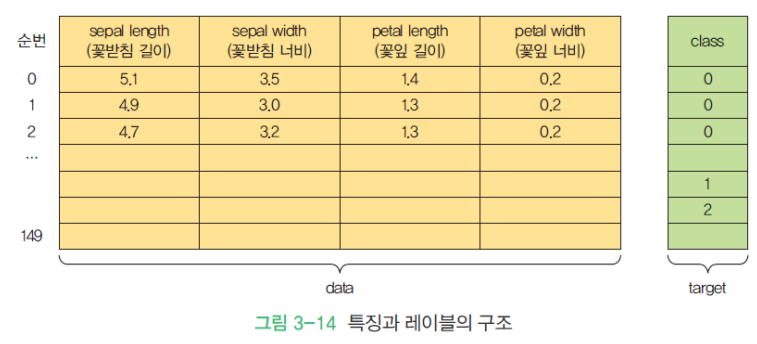 순번 sepal length (꽃받침 길이) sepal width (꽃받침 너비) petal length (꽃잎 길이) petal width (꽃잎 너비) class
0 5.1 3.5 1.4 0.2 0
1 4.9 3.0 1.3 0.2 0
2 4.7 3.2 1.3 0.2 0
...
1
2
149
data target
그림 3-14 특징과 레이블의 구조